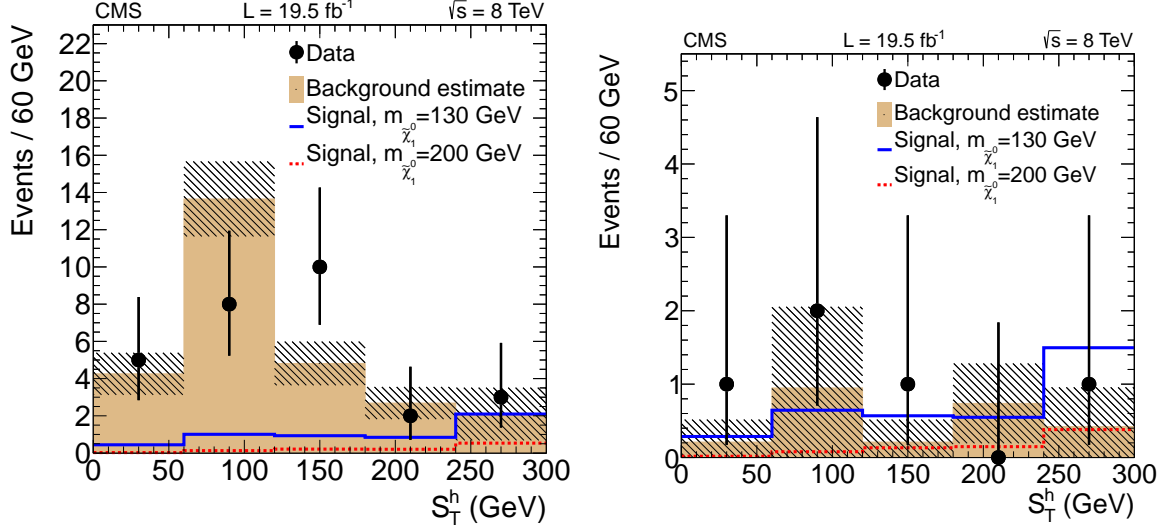 CMS L = 19.5 fb⁻¹ √s = 8 TeV
Events / 60 GeV
22
20
18
16
14
12
10
8
6
4
2
0
Data
Background estimate
Signal, m_χ̃₁⁰=130 GeV
Signal, m_χ̃₁⁰=200 GeV
0 50 100 150 200 250 300
S_T^h (GeV)
CMS L = 19.5 fb⁻¹ √s = 8 TeV
Events / 60 GeV
5
4
3
2
1
0
Data
Background estimate
Signal, m_χ̃₁⁰=130 GeV
Signal, m_χ̃₁⁰=200 GeV
0 50 100 150 200 250 300
S_T^h (GeV)